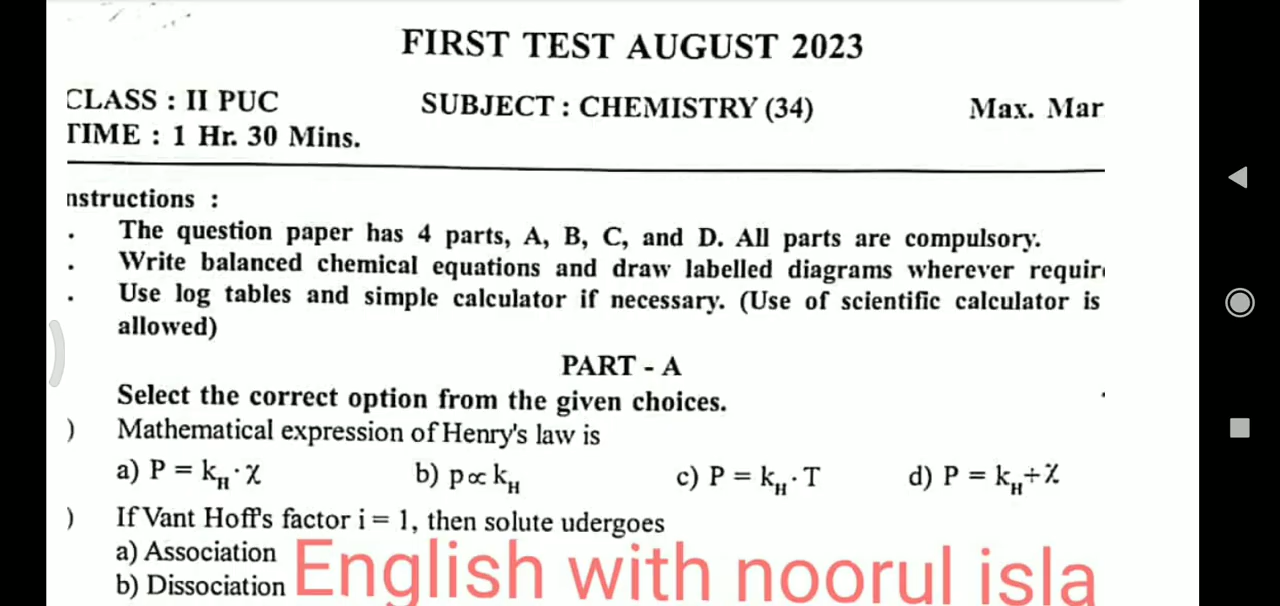 FIRST TEST AUGUST 2023
CLASS : II PUC SUBJECT : CHEMISTRY (34) Max. Mar
TIME : 1 Hr. 30 Mins.
nstructions :
. The question paper has 4 parts, A, B, C, and D. All parts are compulsory.
. Write balanced chemical equations and draw labelled diagrams wherever requir
. Use log tables and simple calculator if necessary. (Use of scientific calculator is
allowed)
PART - A
Select the correct option from the given choices.
) Mathematical expression of Henry's law is
a) P = k_H · χ b) p ∝ k_H c) P = k_H · T d) P = k_H ÷ χ
) If Vant Hoff's factor i = 1, then solute udergoes
a) Association
b) Dissociation
English with noorul isla